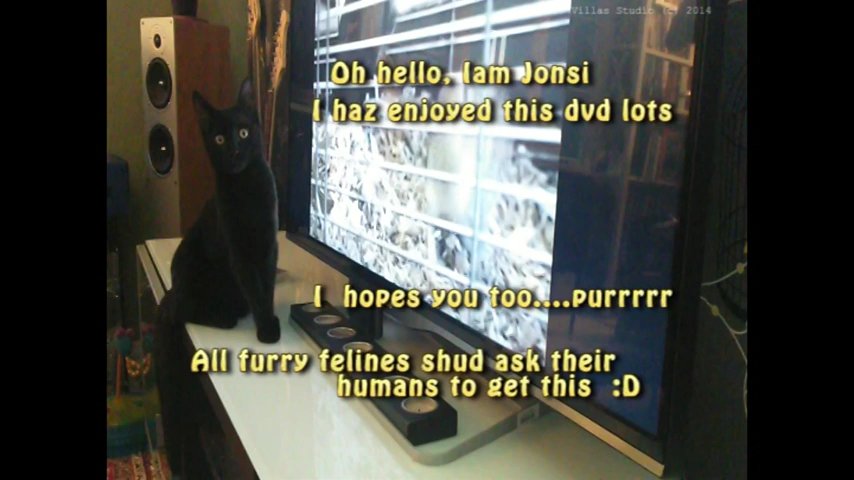 Villas Studio (c) 2014
Oh hello, Iam Jonsi
I haz enjoyed this dvd lots
I hopes you too....purrrrr
All furry felines shud ask their
humans to get this :D